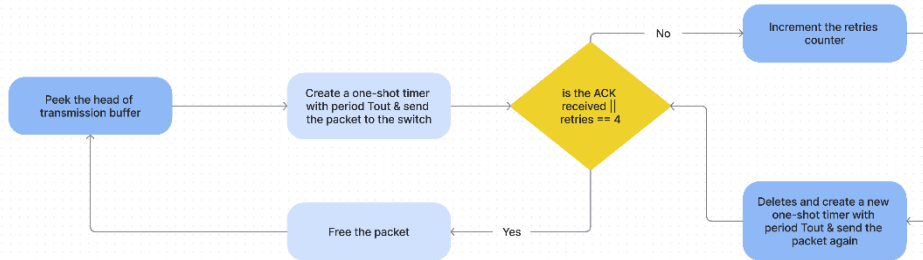 Peek the head of
transmission buffer
Create a one-shot timer
with period Tout & send
the packet to the switch
is the ACK
received ||
retries == 4
No
Increment the retries
counter
Deletes and create a new
one-shot timer with
period Tout & send the
packet again
Yes
Free the packet